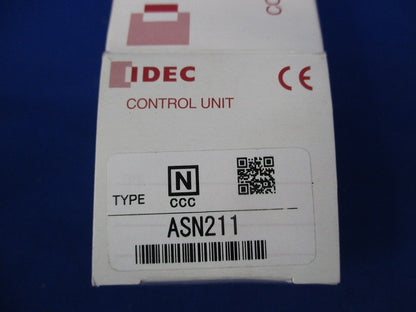 IDEC
CE
CONTROL UNIT
TYPE
N
CCC
ASN211